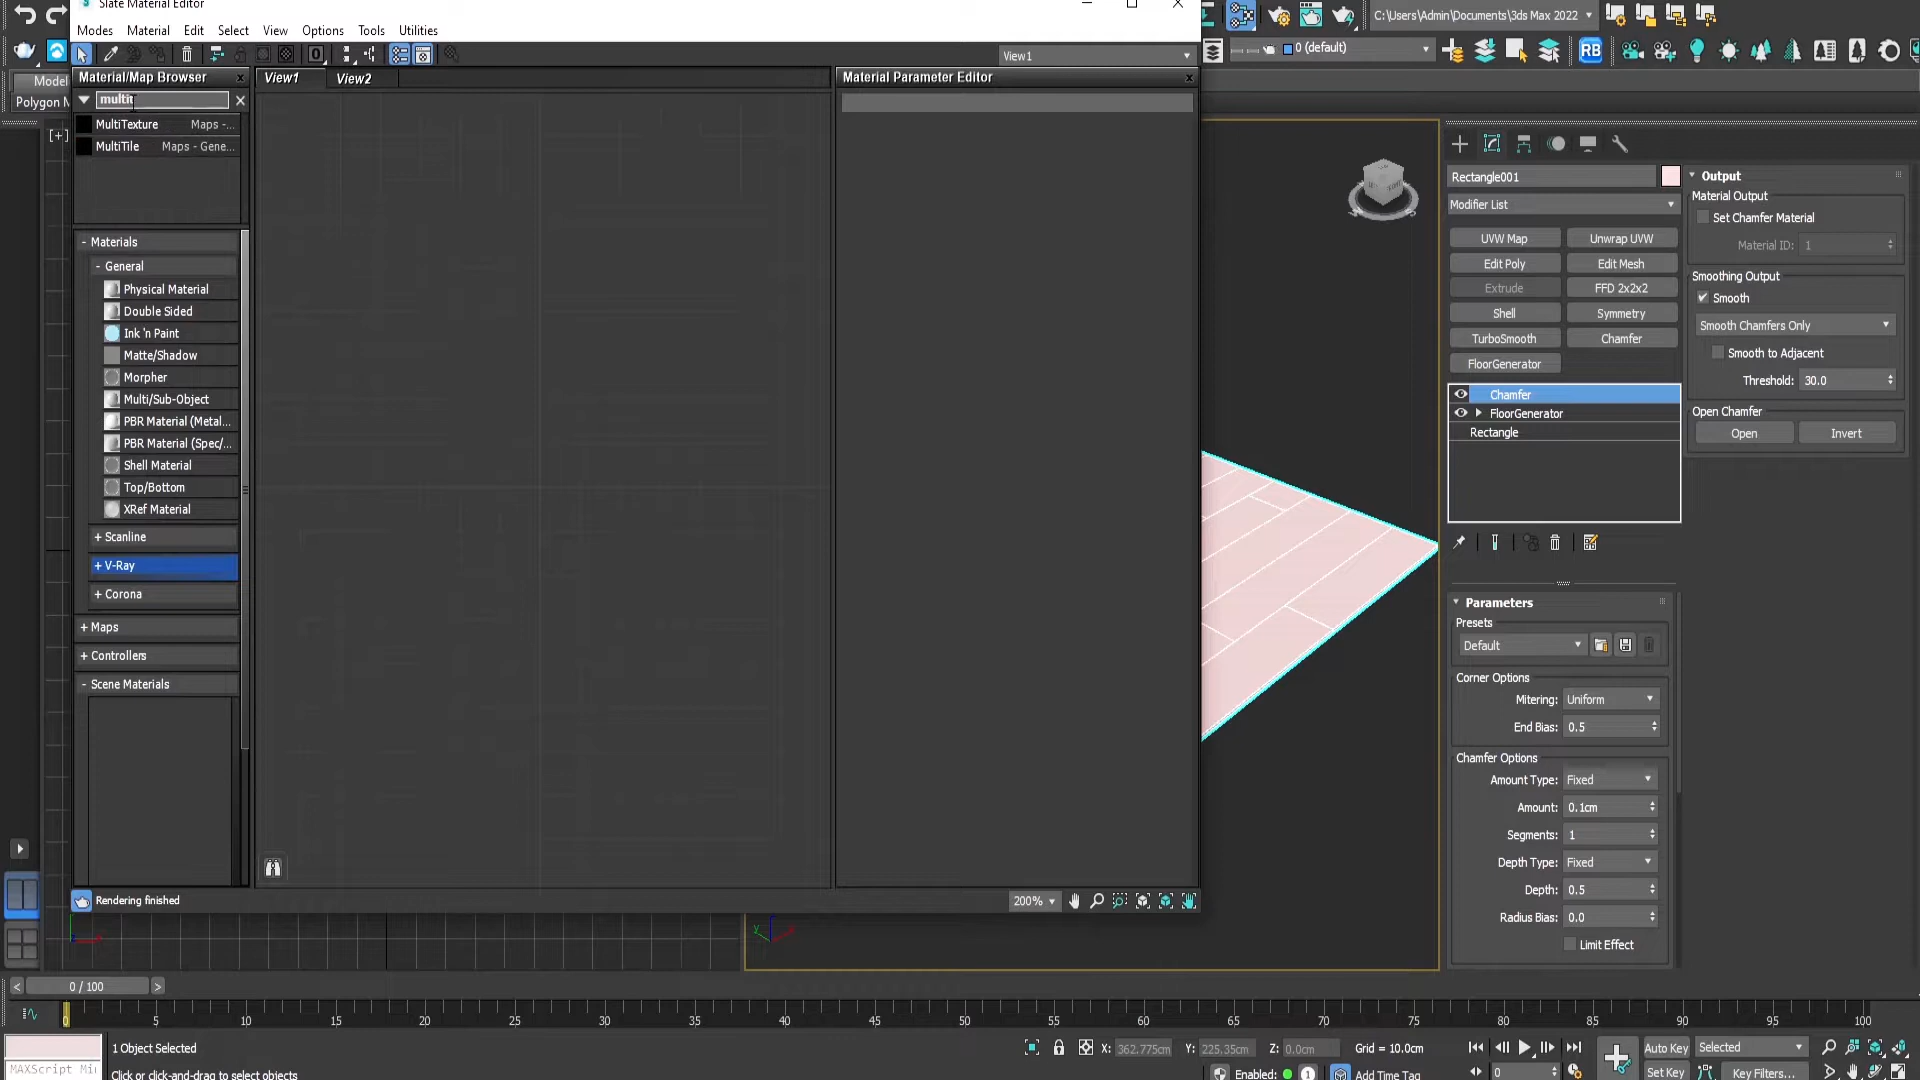 Slate Material Editor
C:\Users\Admin\Documents\3ds Max 2022
Modes Material Edit Select View Options Tools Utilities
View1
0 (default)
RB
Model
Material/Map Browser
View1 View2
Material Parameter Editor
Polygon M
multit
MultiTexture Maps -...
MultiTile Maps - Gene...
[+]
- Materials
- General
Physical Material
Double Sided
Ink 'n Paint
Matte/Shadow
Morpher
Multi/Sub-Object
PBR Material (Metal...
PBR Material (Spec/...
Shell Material
Top/Bottom
XRef Material
+ Scanline
+ V-Ray
+ Corona
+ Maps
+ Controllers
- Scene Materials
Rendering finished
200%
Rectangle001
Modifier List
UVW Map Unwrap UVW
Edit Poly Edit Mesh
Extrude FFD 2x2x2
Shell Symmetry
TurboSmooth Chamfer
FloorGenerator
Chamfer
FloorGenerator
Rectangle
Output
Material Output
Set Chamfer Material
Material ID: 1
Smoothing Output
Smooth
Smooth Chamfers Only
Smooth to Adjacent
Threshold: 30.0
Open Chamfer
Open Invert
Parameters
Presets
Default
Corner Options
Mitering: Uniform
End Bias: 0.5
Chamfer Options
Amount Type: Fixed
Amount: 0.1cm
Segments: 1
Depth Type: Fixed
Depth: 0.5
Radius Bias: 0.0
Limit Effect
< 0 / 100 >
0 5 10 15 20 25 30 35 40 45 50 55 60 65 70 75 80 85 90 95 100
1 Object Selected
X: 362.775cm Y: 225.35cm Z: 0.0cm Grid = 10.0cm
Auto Key Selected
MAXScript Mi
Click or click-and-drag to select objects
Enabled: 1 Add Time Tag
0
Set Key Key Filters...